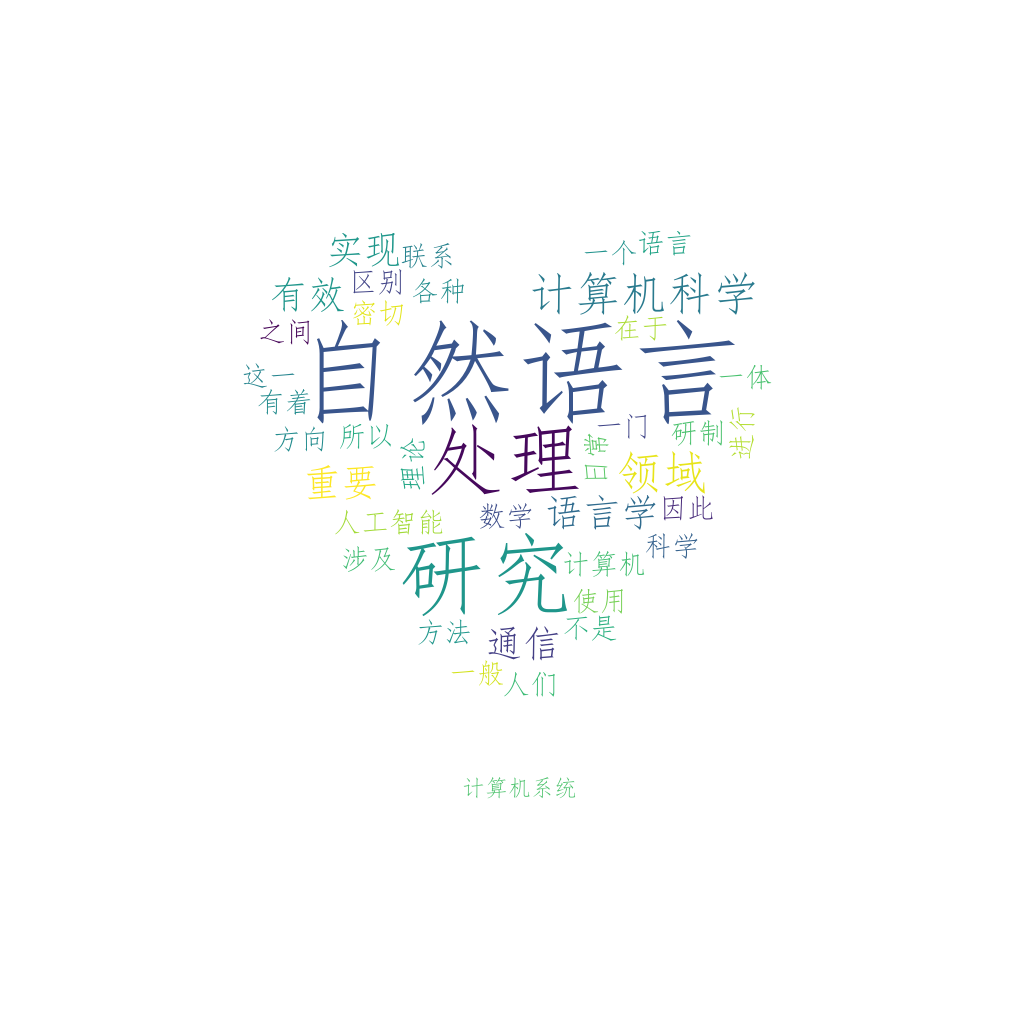 一个 语言
实现 联系
计算机科学
有效 区别 各种
密切
之间 在于
自然语言
这一 一体
有着
方向 所以 一门 研制 进行
处理 日常 领域
重要 理论
人工智能 数学 语言学 因此
涉及 科学
研究 计算机
使用
方法 通信 不是
一般 人们
计算机系统